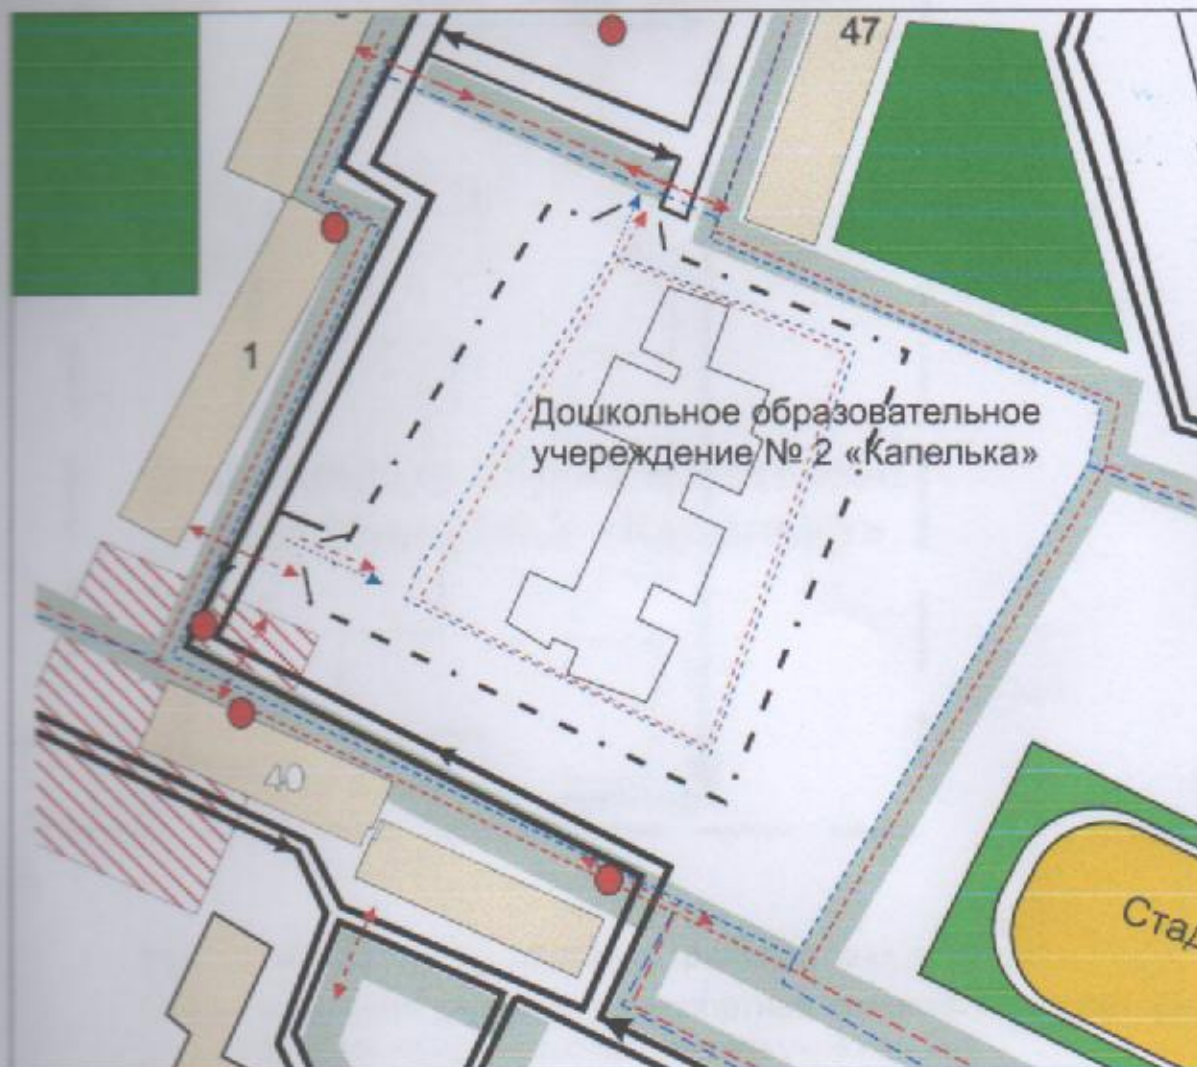 47
1
Дошкольное образовательное
учереждение № 2 «Капелька»
40
Стад